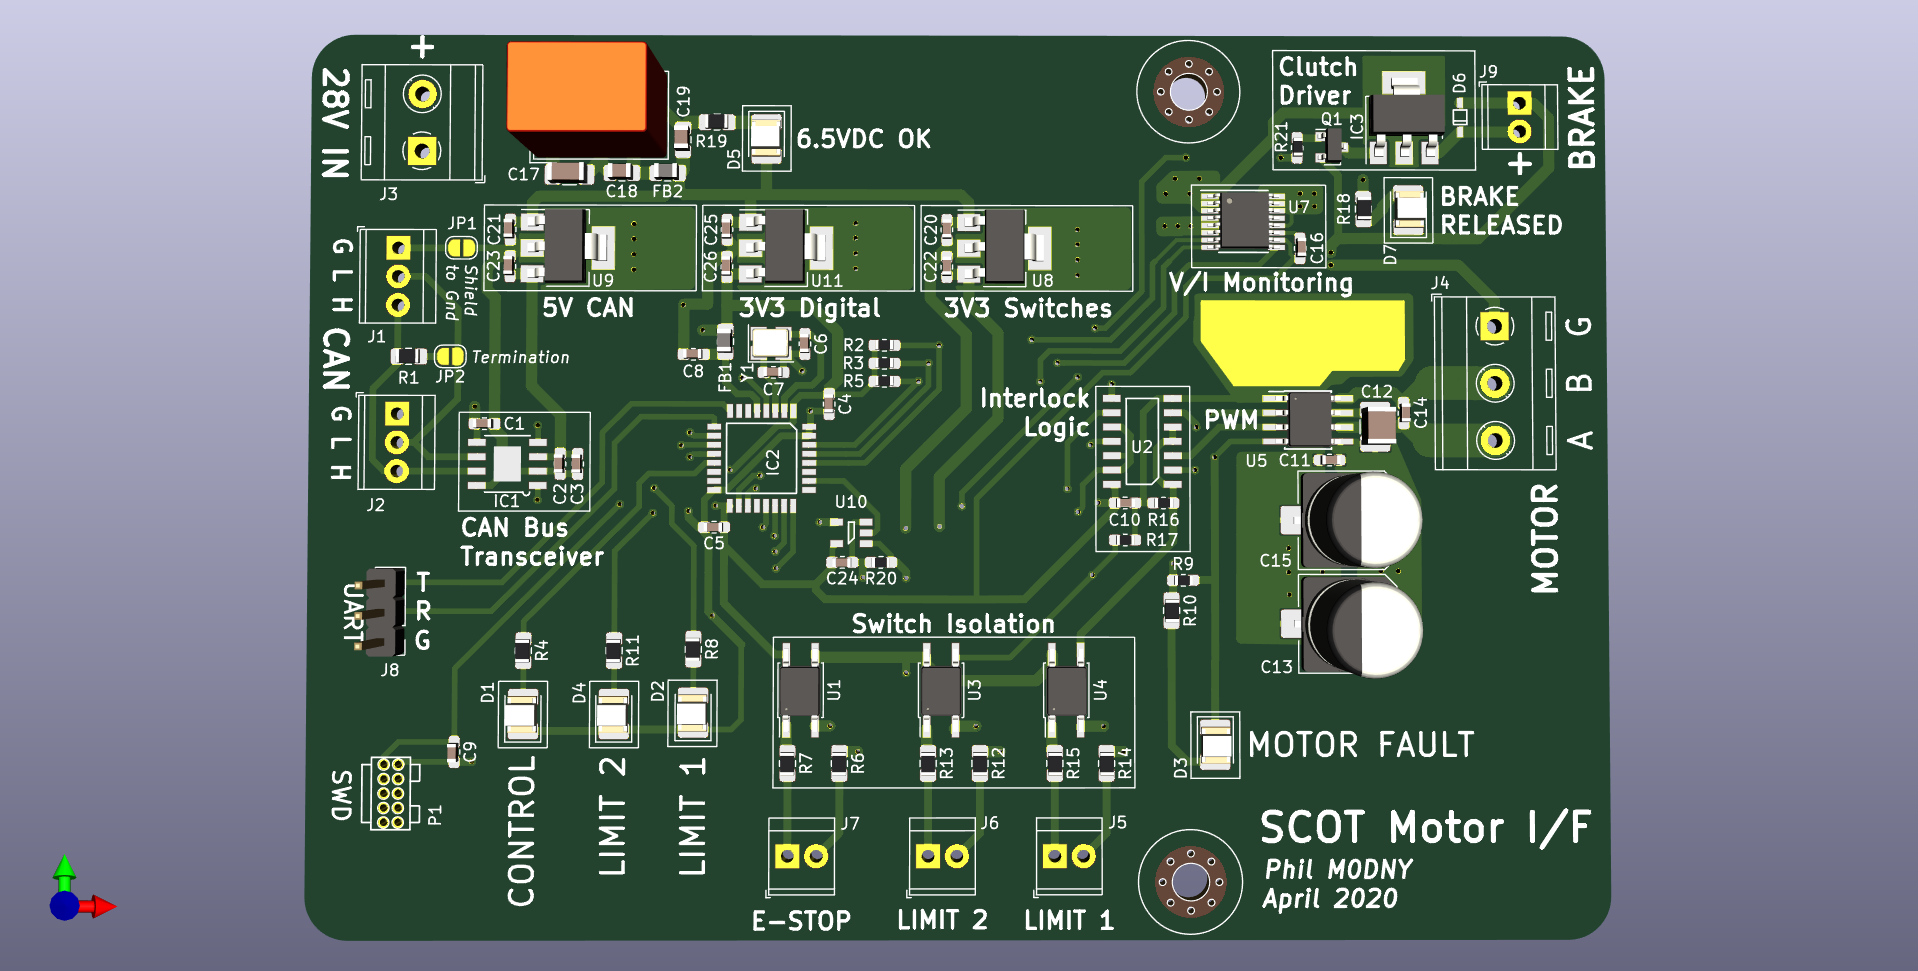 +
28V IN
J3
C17
C18
FB2
C19
R19
D5
6.5VDC OK
Clutch
Driver
R21
Q1
IC3
D6
J9
BRAKE
+
R18
D7
BRAKE
RELEASED
U7
C16
V/I Monitoring
G L H
JP1
Shield
to Gnd
J1
CAN
R1
JP2
Termination
C21
C23
U9
5V CAN
C25
C26
U11
3V3 Digital
C20
C22
U8
3V3 Switches
C8
FB1
Y1
C6
C7
R2
R3
R5
C4
J4
G
B
A
MOTOR
Interlock
Logic
U2
C10
R16
R17
PWM
U5
C11
C12
C14
C15
C13
G L H
J2
C1
IC1
C2
C3
CAN Bus
Transceiver
IC2
C5
U10
C24
R20
R9
R10
UART
T
R
G
J8
R4
R11
R8
D1
D4
D2
CONTROL
LIMIT 2
LIMIT 1
Switch Isolation
U1
U3
U4
R7
R6
R13
R12
R15
R14
D3
MOTOR FAULT
SWD
C9
P1
J7
J6
J5
E-STOP
LIMIT 2
LIMIT 1
SCOT Motor I/F
Phil M0DNY
April 2020